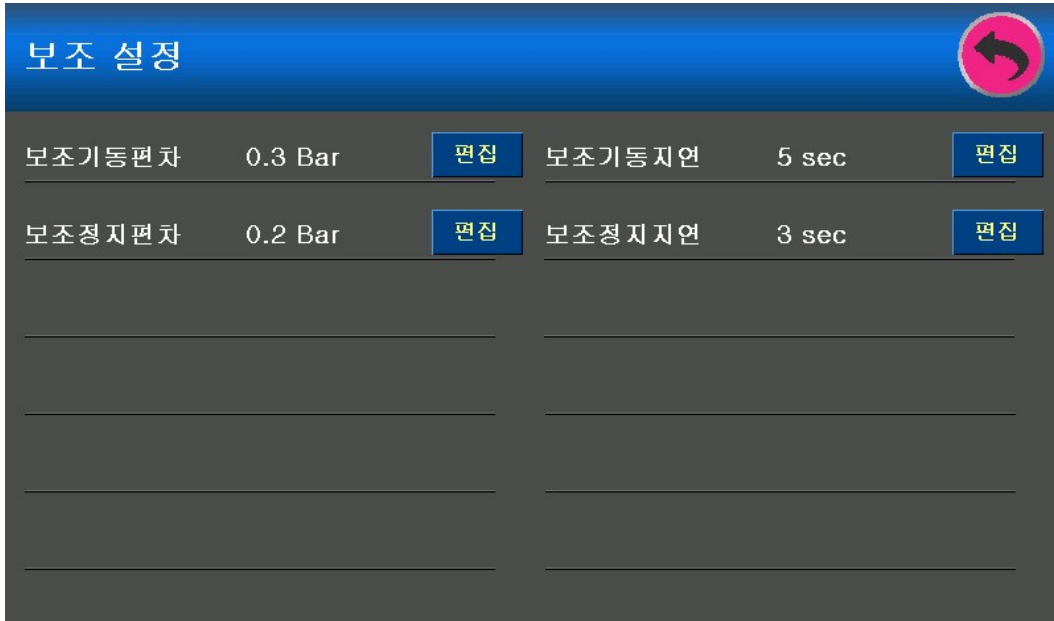 보조 설정
보조기동편차 0.3 Bar 편집 보조기동지연 5 sec 편집
보조정지편차 0.2 Bar 편집 보조정지지연 3 sec 편집